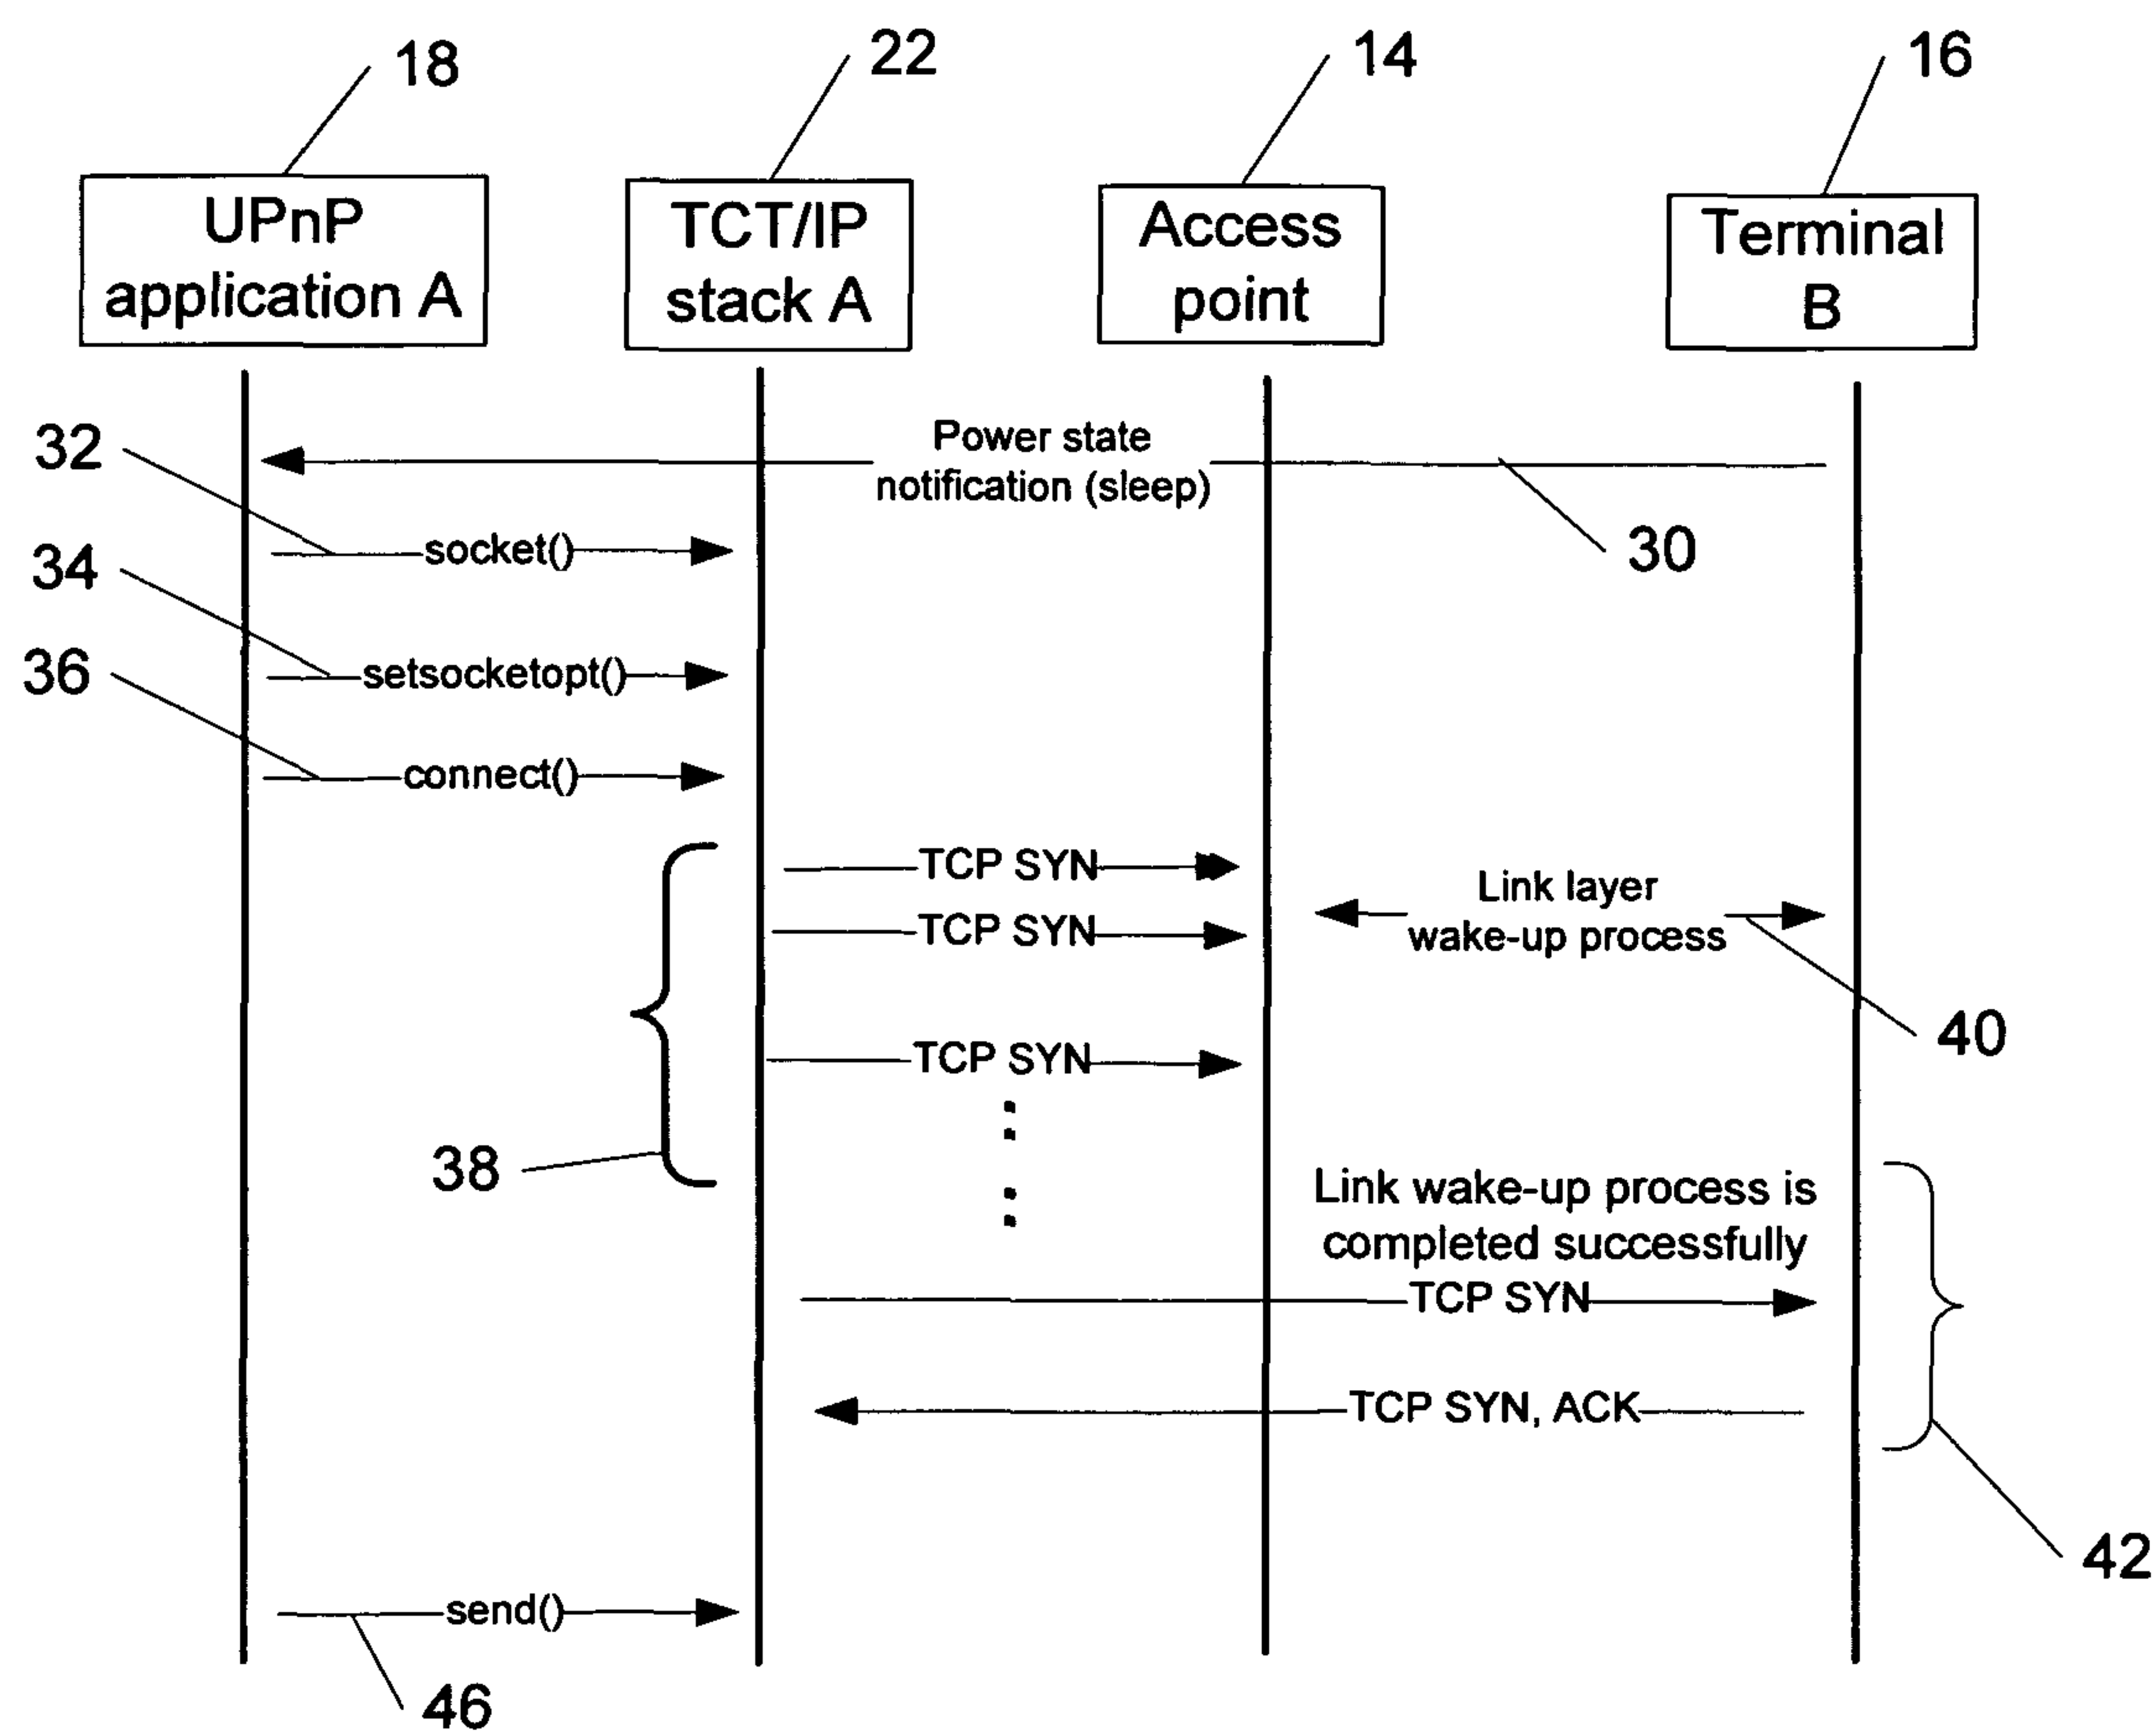 18
22
14
16
UPnP
application A
TCT/IP
stack A
Access
point
Terminal
B
32
Power state
notification (sleep)
30
socket()
34
setsocketopt()
36
connect()
TCP SYN
TCP SYN
Link layer
wake-up process
40
TCP SYN
38
Link wake-up process is
completed successfully
TCP SYN
TCP SYN, ACK
42
send()
46